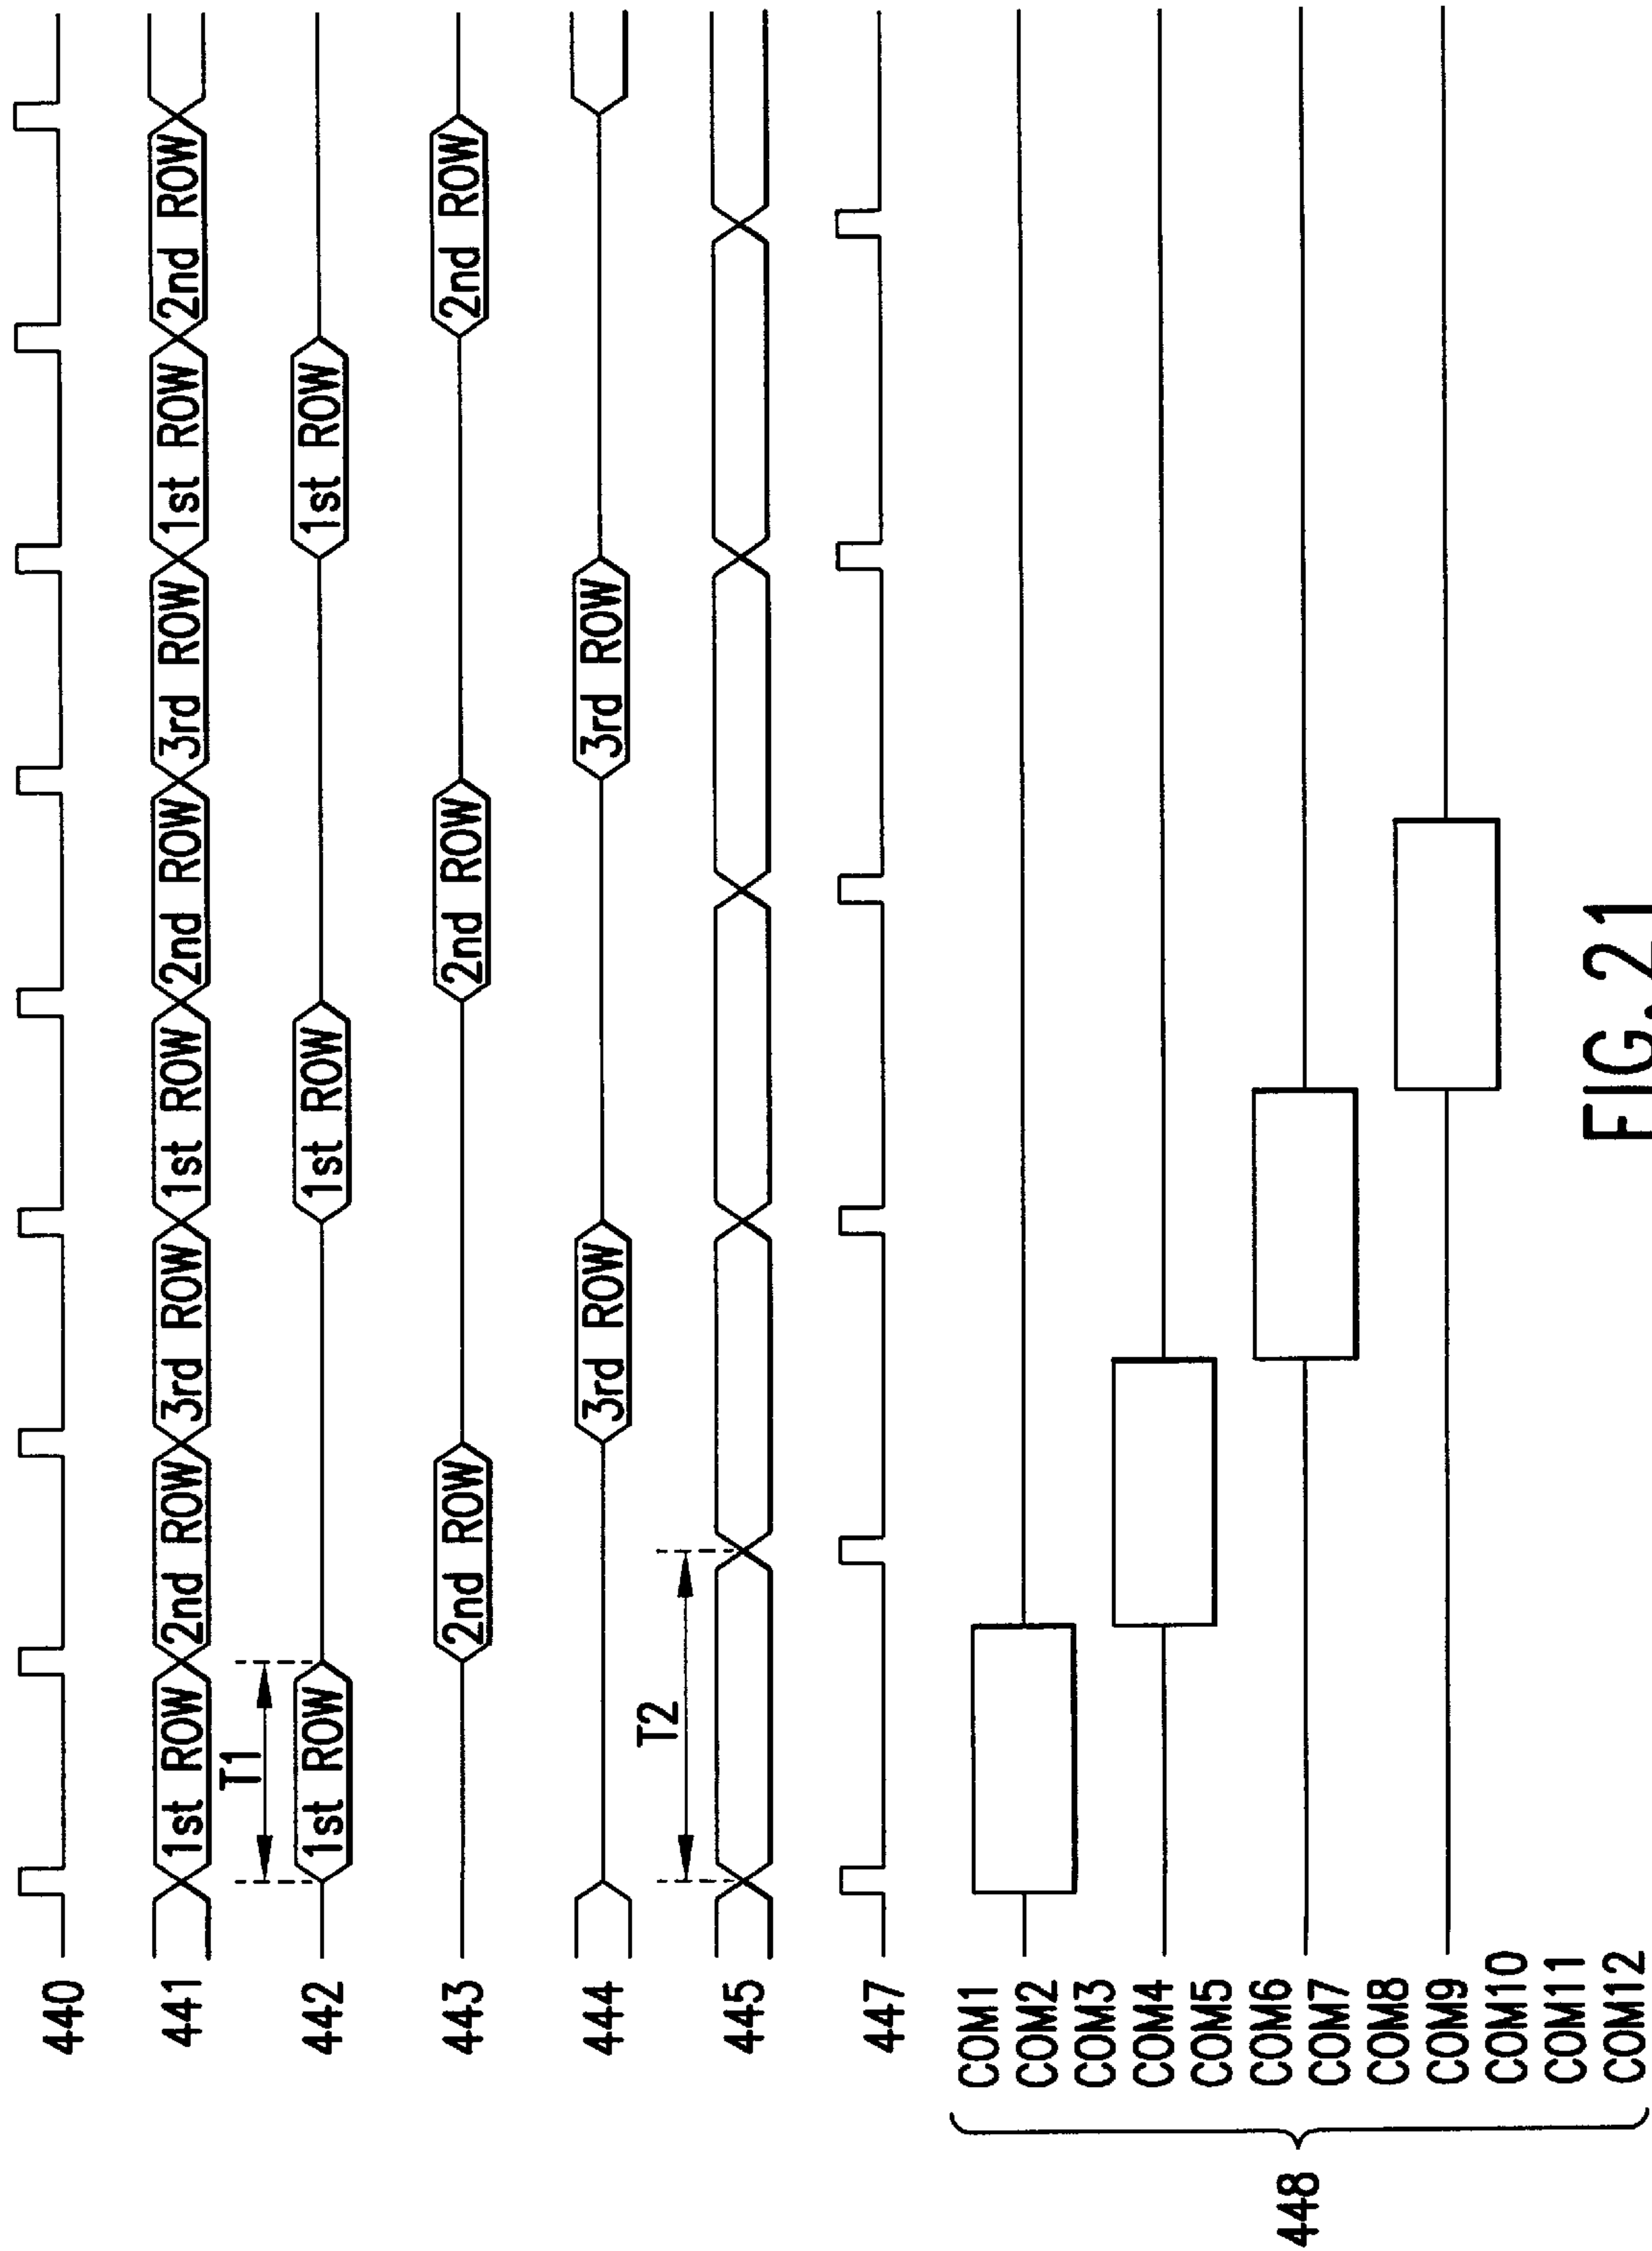 440
441
1st ROW
2nd ROW
3rd ROW
1st ROW
2nd ROW
3rd ROW
1st ROW
2nd ROW
T1
442
1st ROW
1st ROW
1st ROW
443
2nd ROW
2nd ROW
2nd ROW
444
3rd ROW
3rd ROW
T2
445
447
448
COM1
COM2
COM3
COM4
COM5
COM6
COM7
COM8
COM9
COM10
COM11
COM12
FIG. 21